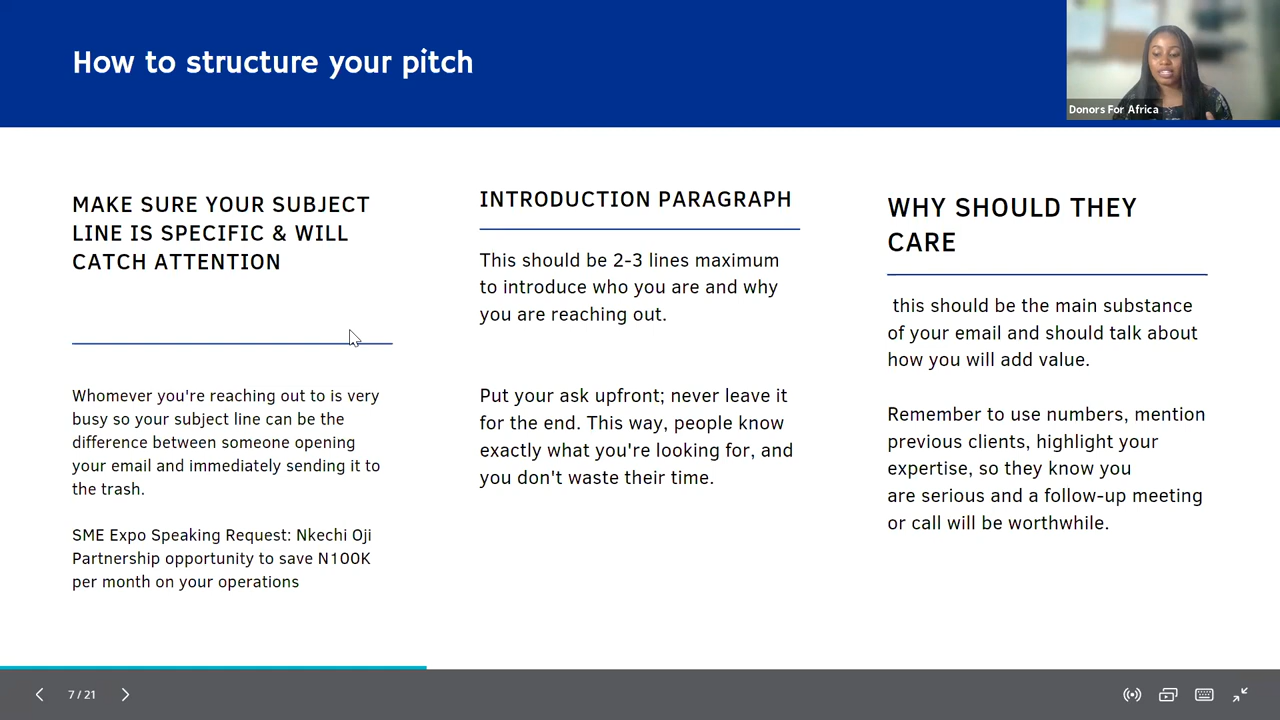 How to structure your pitch
Donors For Africa
MAKE SURE YOUR SUBJECT
LINE IS SPECIFIC & WILL
CATCH ATTENTION
Whomever you're reaching out to is very
busy so your subject line can be the
difference between someone opening
your email and immediately sending it to
the trash.
SME Expo Speaking Request: Nkechi Oji
Partnership opportunity to save N100K
per month on your operations
INTRODUCTION PARAGRAPH
This should be 2-3 lines maximum
to introduce who you are and why
you are reaching out.
Put your ask upfront; never leave it
for the end. This way, people know
exactly what you're looking for, and
you don't waste their time.
WHY SHOULD THEY
CARE
this should be the main substance
of your email and should talk about
how you will add value.
Remember to use numbers, mention
previous clients, highlight your
expertise, so they know you
are serious and a follow-up meeting
or call will be worthwhile.
7 / 21